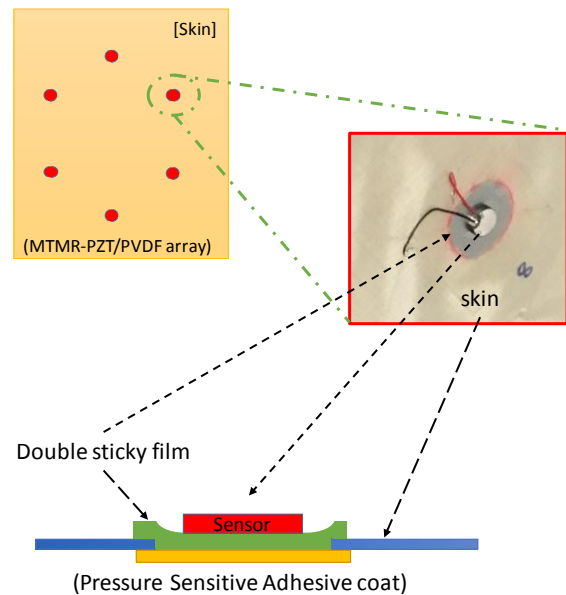 [Skin]
(MTMR-PZT/PVDF array)
skin
Double sticky film
Sensor
(Pressure Sensitive Adhesive coat)